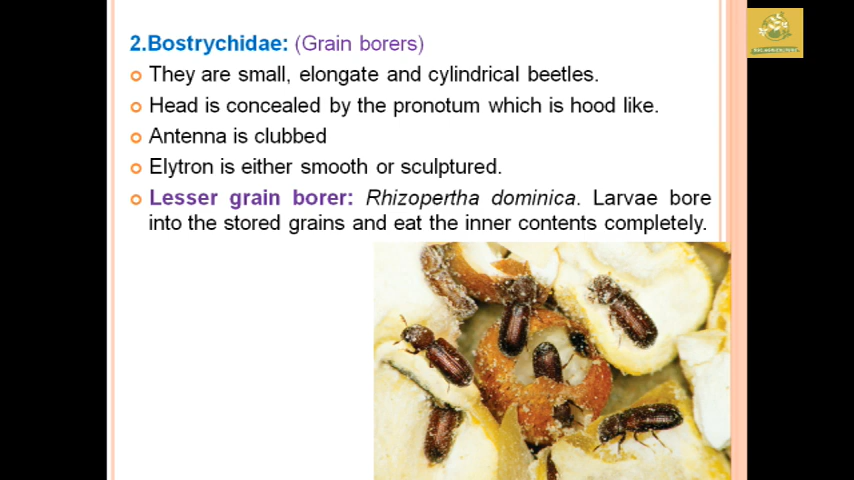 2.Bostrychidae: (Grain borers)
They are small, elongate and cylindrical beetles.
Head is concealed by the pronotum which is hood like.
Antenna is clubbed
Elytron is either smooth or sculptured.
Lesser grain borer: Rhizopertha dominica. Larvae bore
into the stored grains and eat the inner contents completely.